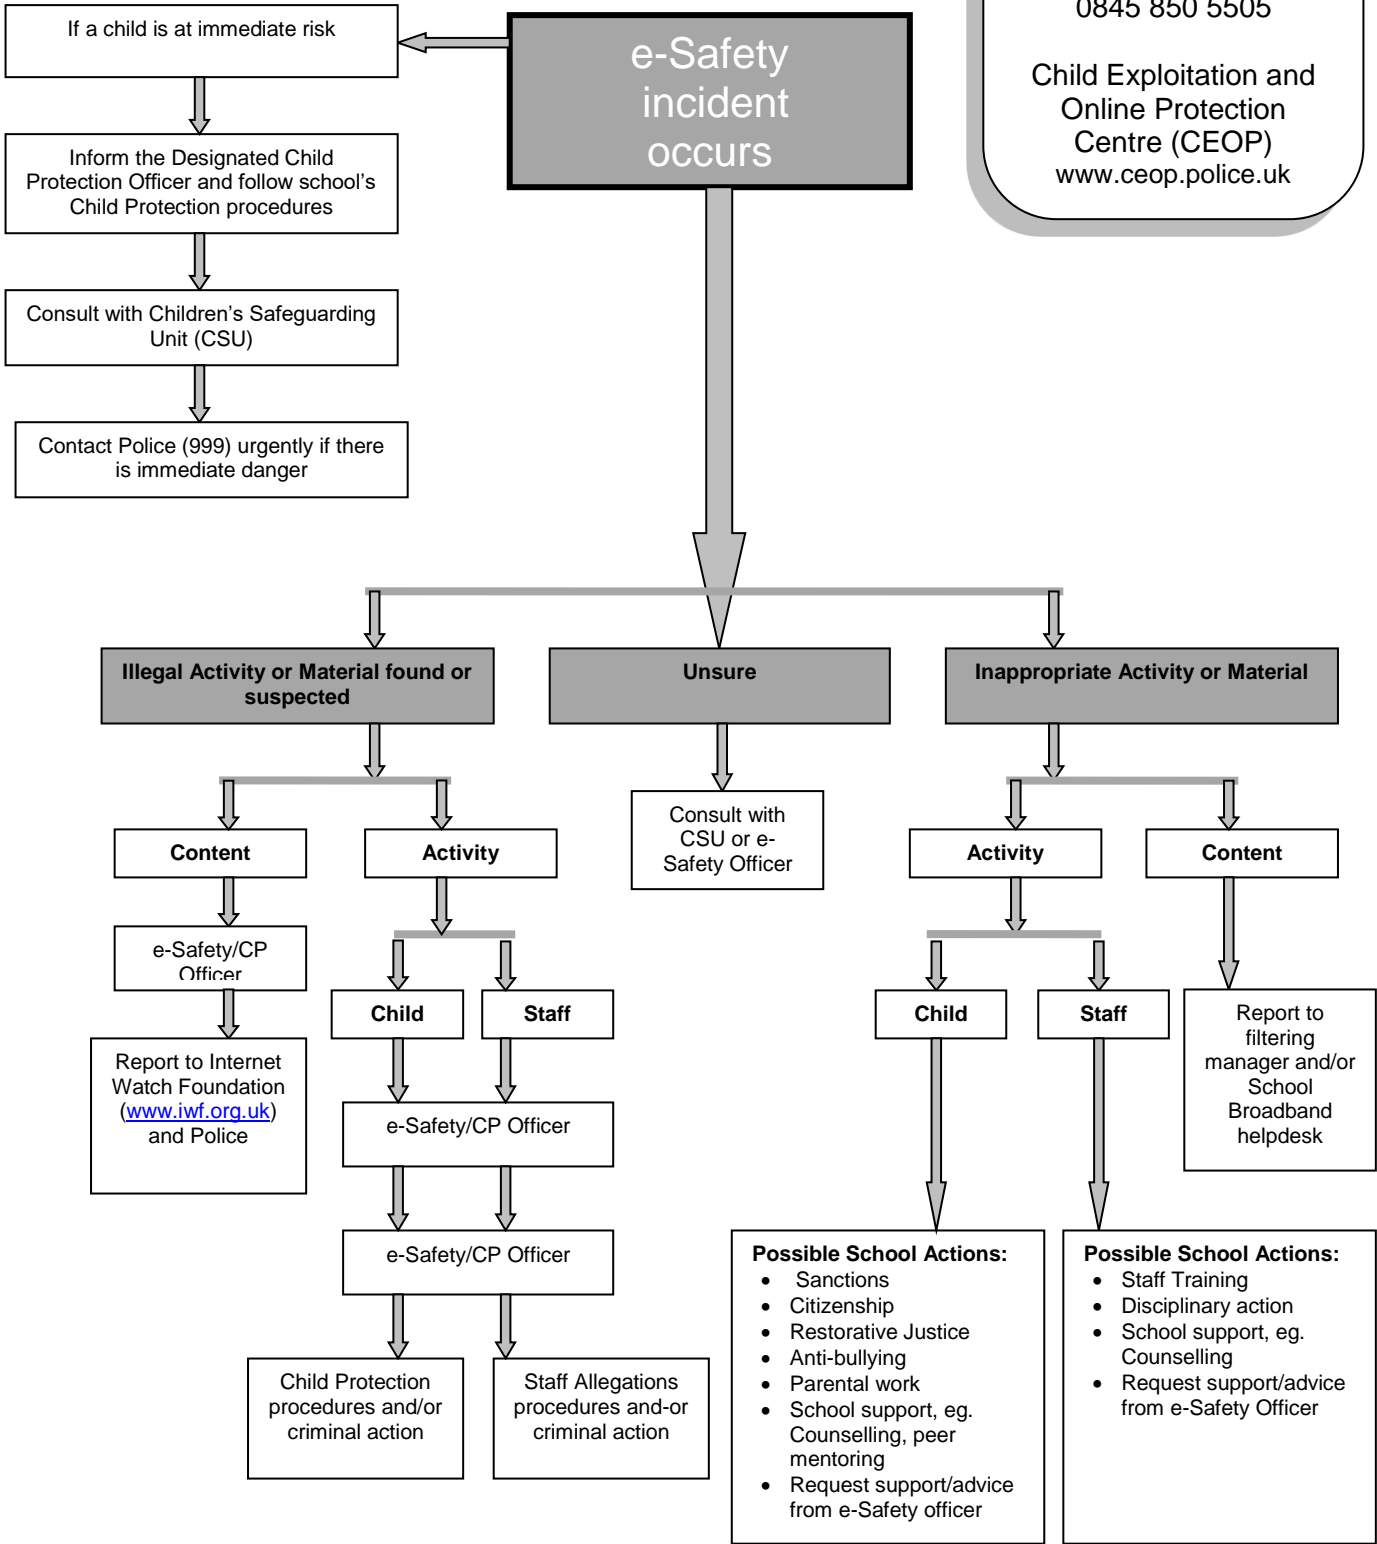 If a child is at immediate risk
e-Safety
incident
occurs
0845 850 5505
Child Exploitation and
Online Protection
Centre (CEOP)
www.ceop.police.uk
Inform the Designated Child
Protection Officer and follow school's
Child Protection procedures
Consult with Children's Safeguarding
Unit (CSU)
Contact Police (999) urgently if there
is immediate danger
Illegal Activity or Material found or
suspected
Unsure
Inappropriate Activity or Material
Consult with
CSU or e-
Safety Officer
Content
Activity
Activity
Content
e-Safety/CP
Officer
Child
Staff
Child
Staff
Report to
filtering
manager and/or
School
Broadband
helpdesk
Report to Internet
Watch Foundation
(www.iwf.org.uk)
and Police
e-Safety/CP Officer
e-Safety/CP Officer
Child Protection
procedures and/or
criminal action
Staff Allegations
procedures and-or
criminal action
Possible School Actions:
• Sanctions
• Citizenship
• Restorative Justice
• Anti-bullying
• Parental work
• School support, eg.
Counselling, peer
mentoring
• Request support/advice
from e-Safety officer
Possible School Actions:
• Staff Training
• Disciplinary action
• School support, eg.
Counselling
• Request support/advice
from e-Safety Officer